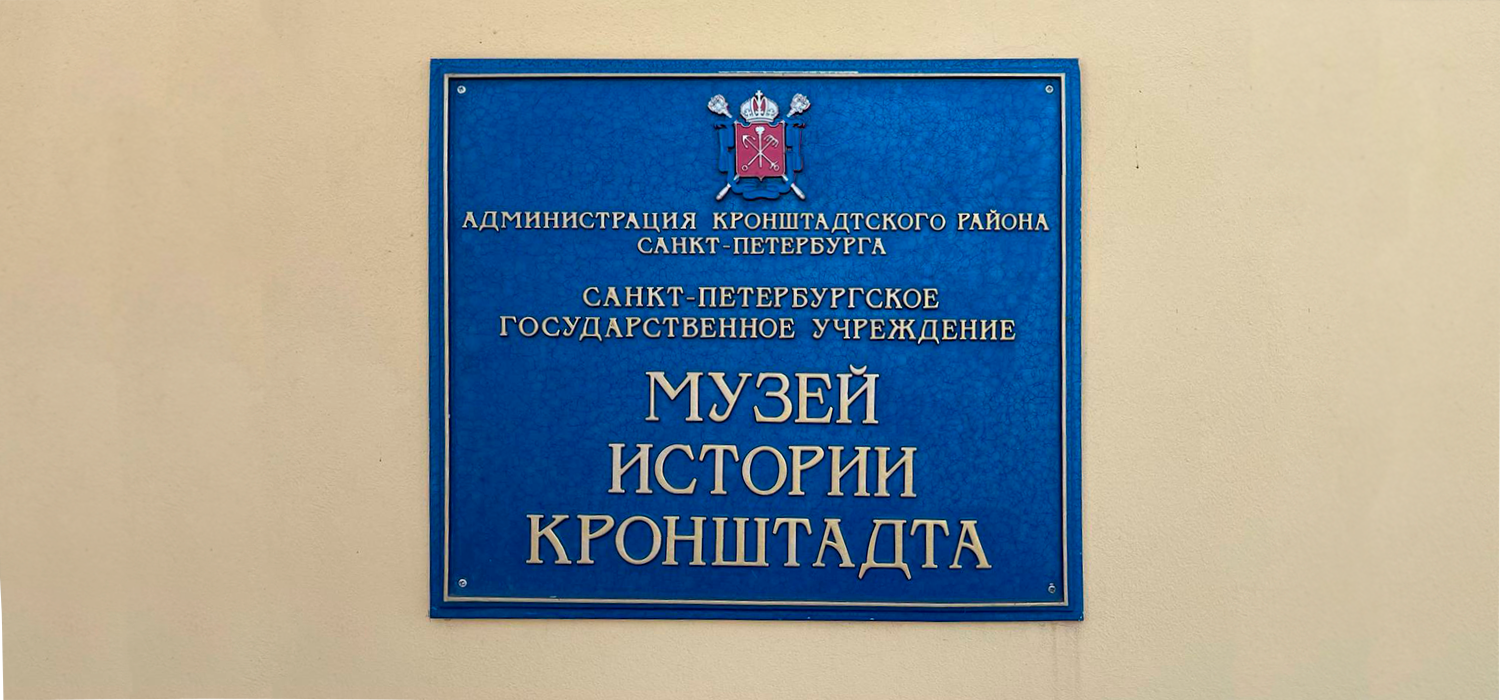 АДМИНИСТРАЦИЯ КРОНШТАДТСКОГО РАЙОНА
САНКТ-ПЕТЕРБУРГА
САНКТ-ПЕТЕРБУРГСКОЕ
ГОСУДАРСТВЕННОЕ УЧРЕЖДЕНИЕ
МУЗЕЙ
ИСТОРИИ
КРОНШТАДТА